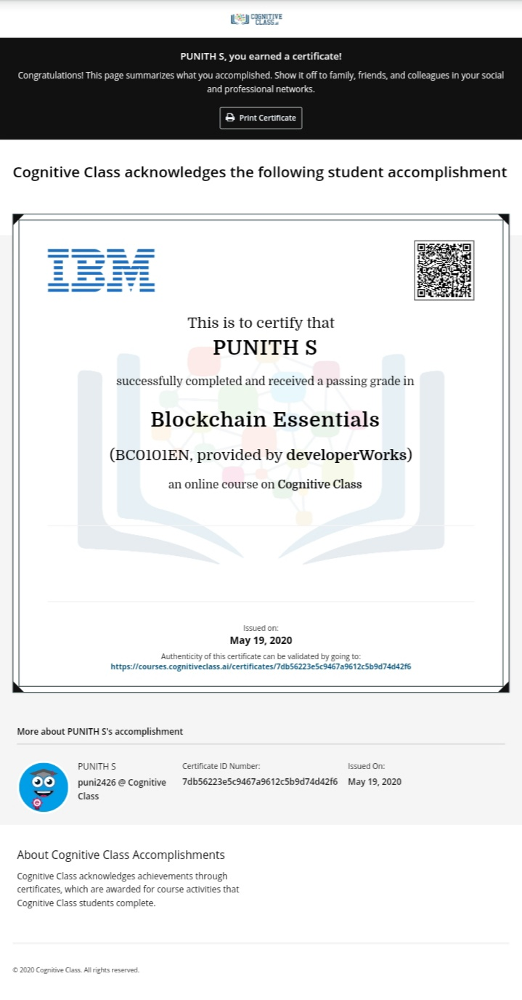 COGNITIVE
CLASS.ai
PUNITH S, you earned a certificate!
Congratulations! This page summarizes what you accomplished. Show it off to family, friends, and colleagues in your social
and professional networks.
Print Certificate
Cognitive Class acknowledges the following student accomplishment
IBM
This is to certify that
PUNITH S
successfully completed and received a passing grade in
Blockchain Essentials
(BC0101EN, provided by developerWorks)
an online course on Cognitive Class
Issued on:
May 19, 2020
Authenticity of this certificate can be validated by going to:
https://courses.cognitiveclass.ai/certificates/7db56223e5c9467a9612c5b9d74d42f6
More about PUNITH S's accomplishment
PUNITH S
puni2426 @ Cognitive
Class
Certificate ID Number:
7db56223e5c9467a9612c5b9d74d42f6
Issued On:
May 19, 2020
About Cognitive Class Accomplishments
Cognitive Class acknowledges achievements through
certificates, which are awarded for course activities that
Cognitive Class students complete.
© 2020 Cognitive Class. All rights reserved.